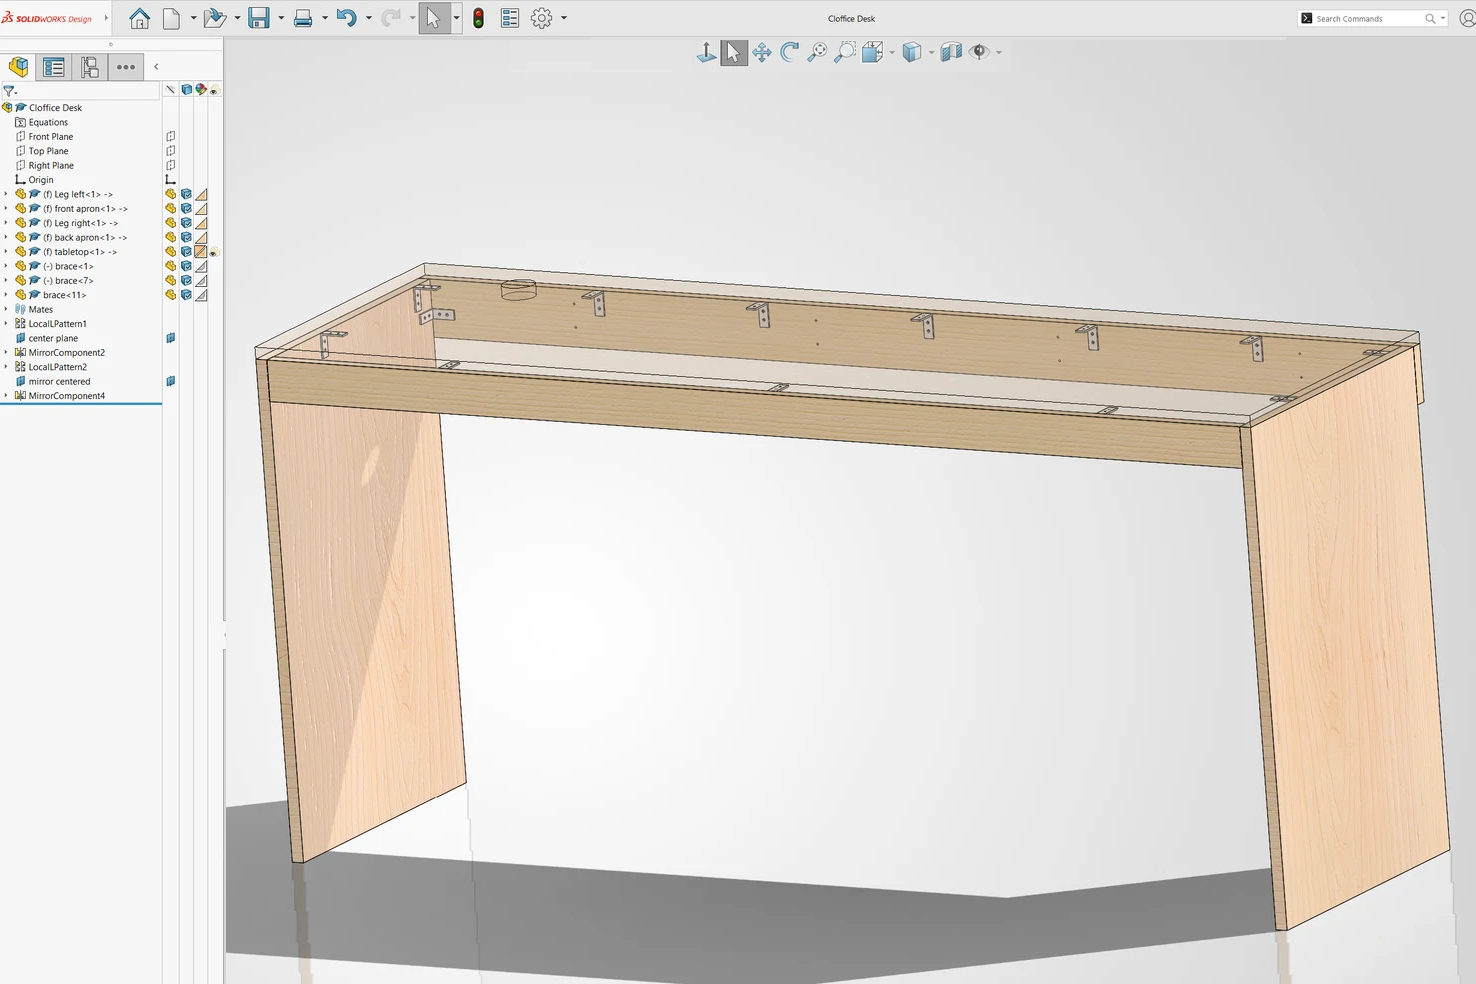 SOLIDWORKS Design
Cloffice Desk
Search Commands
Cloffice Desk
Equations
Front Plane
Top Plane
Right Plane
Origin
(f) Leg left<1> ->
(f) front apron<1> ->
(f) Leg right<1> ->
(f) back apron<1> ->
(f) tabletop<1> ->
(-) brace<1>
(-) brace<7>
brace<11>
Mates
LocalLPattern1
center plane
MirrorComponent2
LocalLPattern2
mirror centered
MirrorComponent4